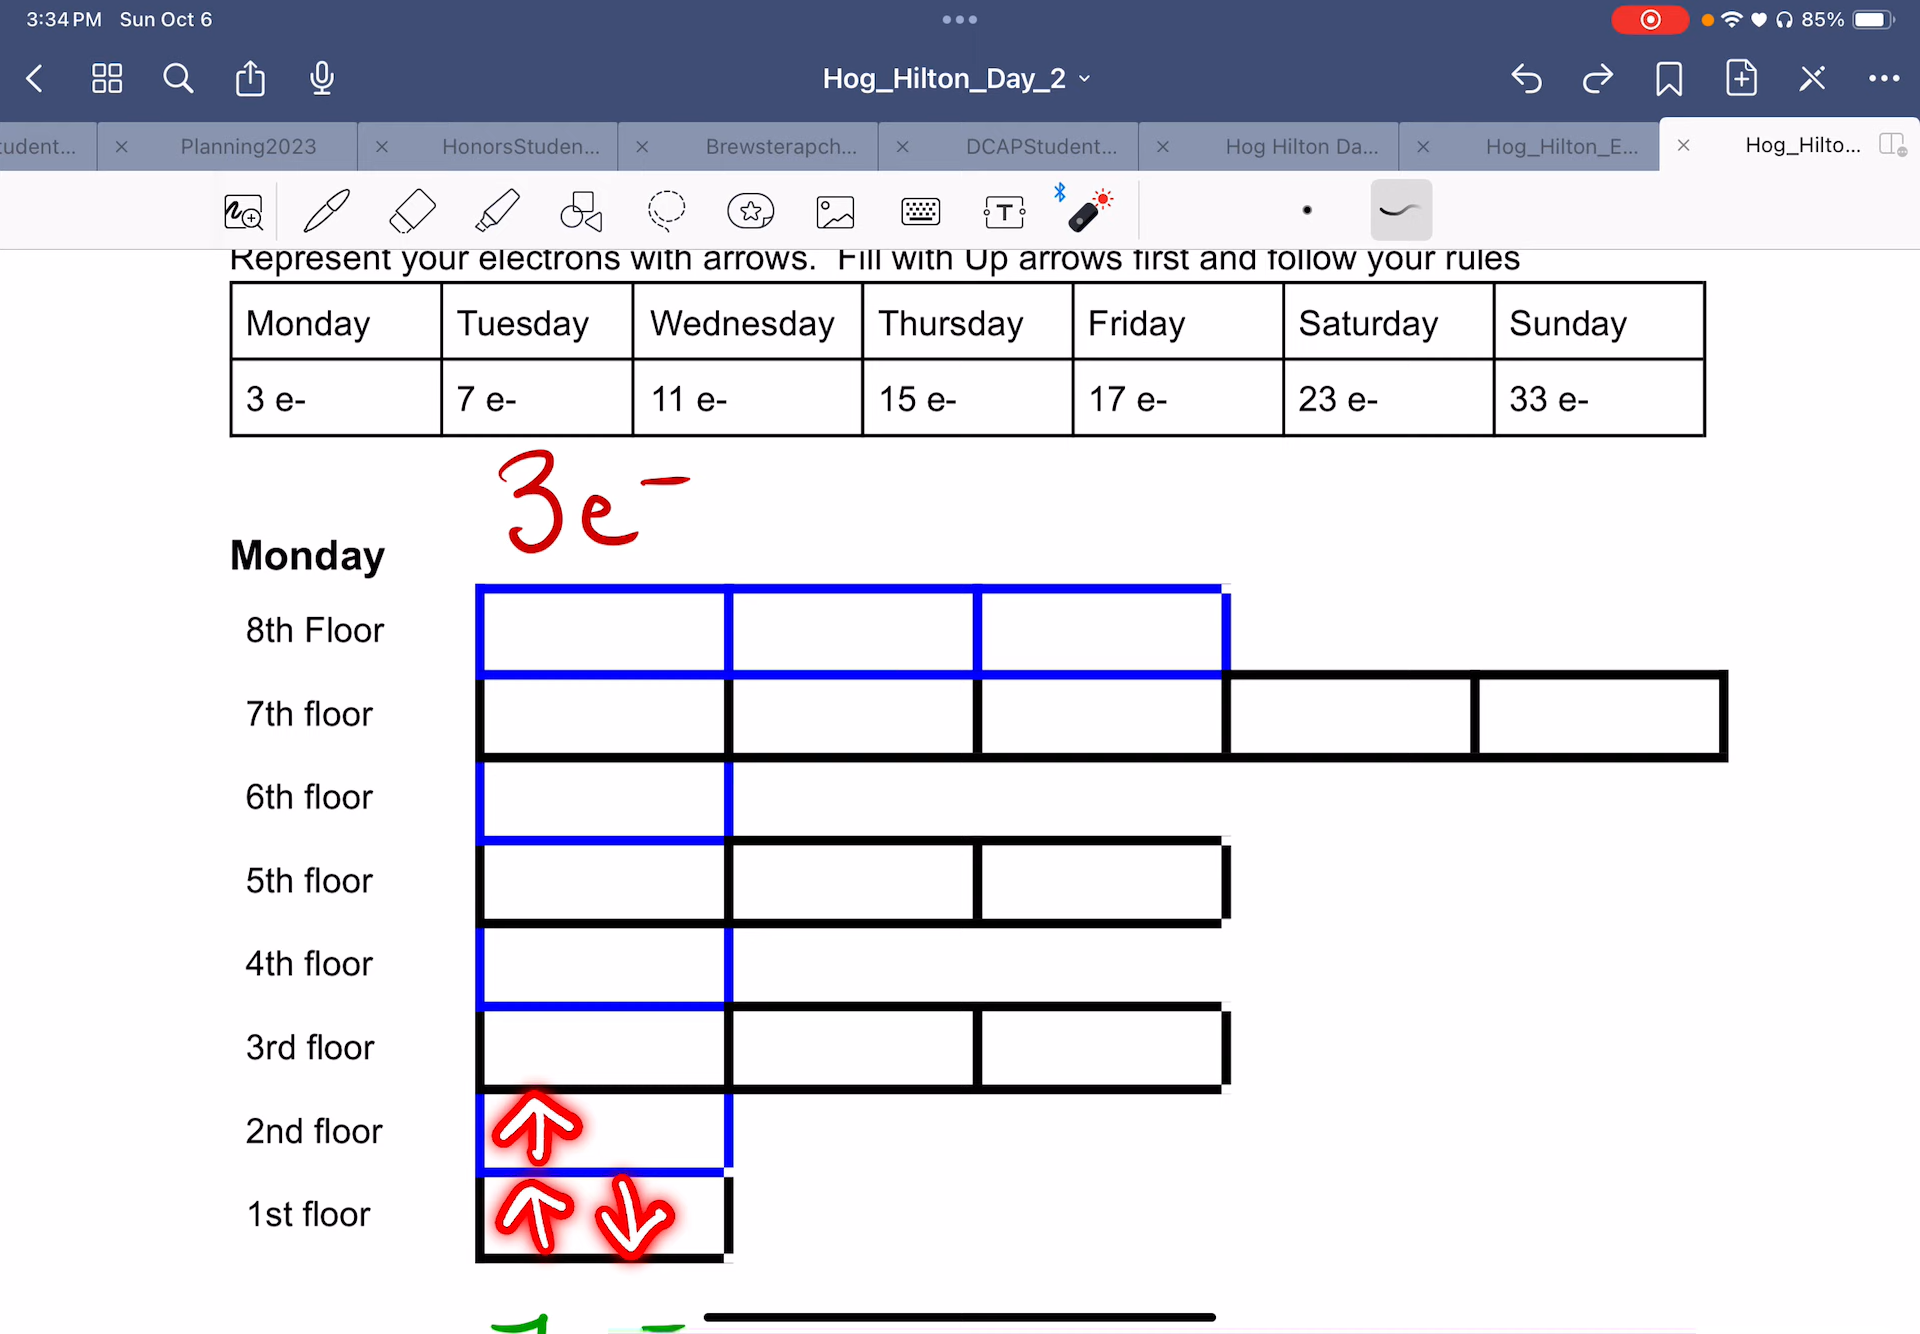 3:34 PM Sun Oct 6
85%
Hog_Hilton_Day_2
tudent...
Planning2023
HonorsStuden...
Brewsterapch...
DCAPStudent...
Hog Hilton Da...
Hog_Hilton_E...
Hog_Hilto...
T
Represent your electrons with arrows. Fill with Up arrows first and follow your rules
Monday Tuesday Wednesday Thursday Friday Saturday Sunday
3 e- 7 e- 11 e- 15 e- 17 e- 23 e- 33 e-
3e⁻
Monday
8th Floor
7th floor
6th floor
5th floor
4th floor
3rd floor
2nd floor
1st floor